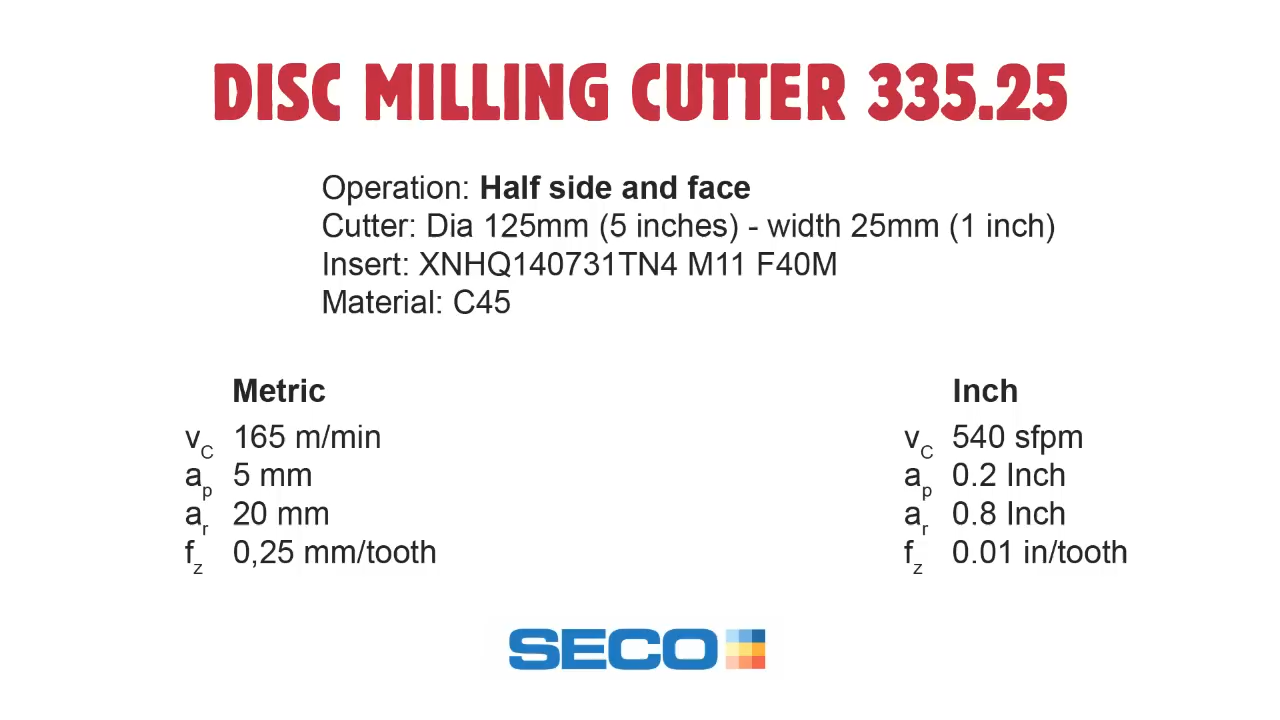 DISC MILLING CUTTER 335.25
Operation: Half side and face
Cutter: Dia 125mm (5 inches) - width 25mm (1 inch)
Insert: XNHQ140731TN4 M11 F40M
Material: C45
Metric
vC 165 m/min
ap 5 mm
ar 20 mm
fz 0,25 mm/tooth
Inch
vC 540 sfpm
ap 0.2 Inch
ar 0.8 Inch
fz 0.01 in/tooth
SECO